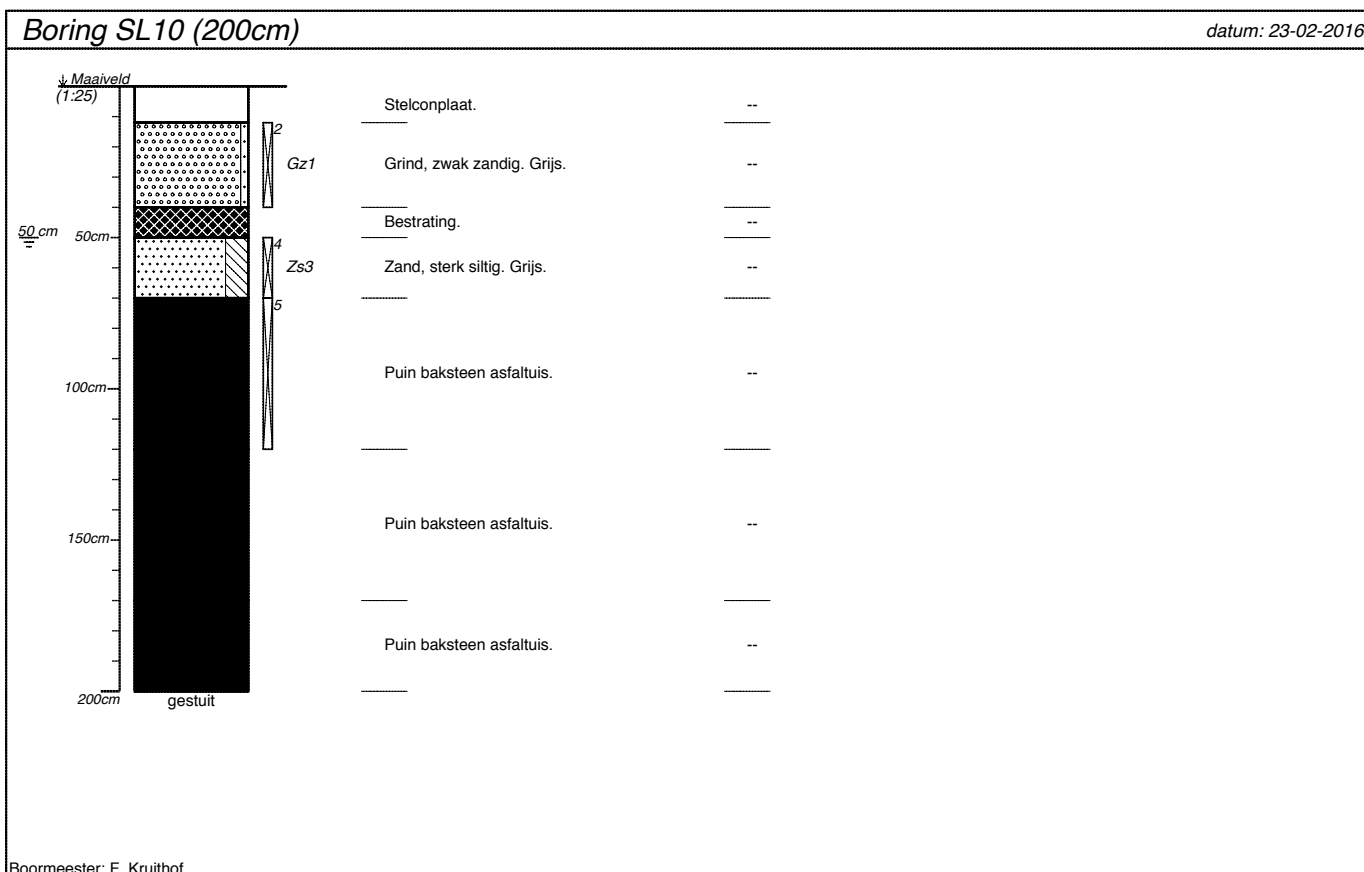 Boring SL10 (200cm) datum: 23-02-2016
Maaiveld
(1:25)
Stelconplaat. --
2
Gz1 Grind, zwak zandig. Grijs. --
Bestrating. --
50 cm 50cm
4
Zs3 Zand, sterk siltig. Grijs. --
5
Puin baksteen asfaltuis. --
100cm
Puin baksteen asfaltuis. --
150cm
Puin baksteen asfaltuis. --
200cm gestuit
Boormeester: F. Kruithof